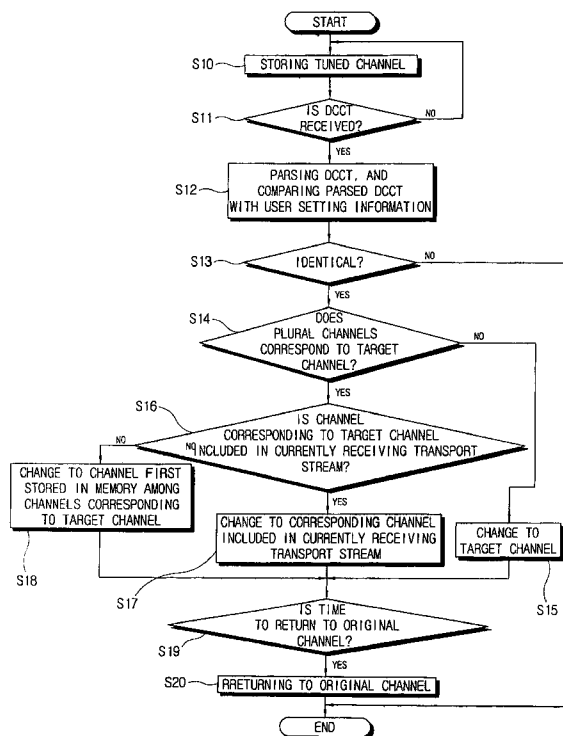 START
S10
STORING TUNED CHANNEL
S11
IS DCCT
RECEIVED?
NO
YES
S12
PARSING DCCT, AND
COMPARING PARSED DCCT
WITH USER SETTING INFORMATION
S13
IDENTICAL?
NO
YES
S14
DOES
PLURAL CHANNELS
CORRESPOND TO TARGET
CHANNEL?
NO
YES
S16
IS CHANNEL
CORRESPONDING TO TARGET CHANNEL
INCLUDED IN CURRENTLY RECEIVING TRANSPORT
STREAM?
NO
NO
YES
CHANGE TO CHANNEL FIRST
STORED IN MEMORY AMONG
CHANNELS CORRESPONDING
TO TARGET CHANNEL
S18
CHANGE TO CORRESPONDING CHANNEL
INCLUDED IN CURRENTLY RECEIVING
TRANSPORT STREAM
S17
CHANGE TO
TARGET CHANNEL
S15
IS TIME
TO RETURN TO ORIGINAL
CHANNEL?
S19
YES
S20
RRETURNING TO ORIGINAL CHANNEL
END